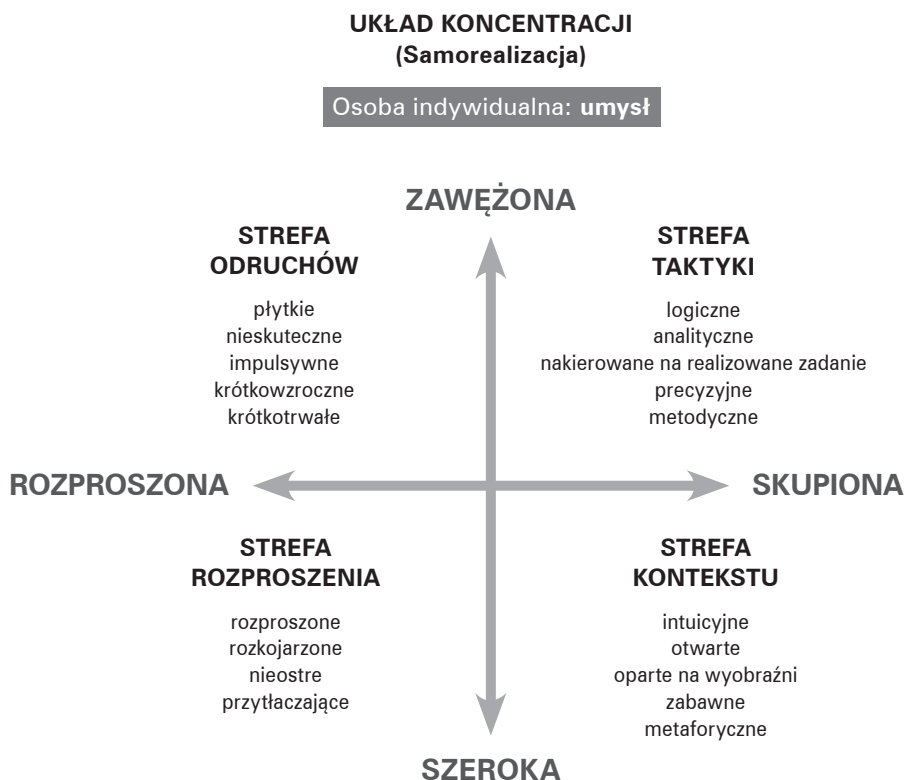 UKŁAD KONCENTRACJI
(Samorealizacja)
Osoba indywidualna: umysł
ZAWĘŻONA
STREFA
ODRUCHÓW
płytkie
nieskuteczne
impulsywne
krótkowzroczne
krótkotrwałe
STREFA
TAKTYKI
logiczne
analityczne
nakierowane na realizowane zadanie
precyzyjne
metodyczne
ROZPROSZONA
SKUPIONA
STREFA
ROZPROSZENIA
rozproszone
rozkojarzone
nieostre
przytłaczające
STREFA
KONTEKSTU
intuicyjne
otwarte
oparte na wyobraźni
zabawne
metaforyczne
SZEROKA